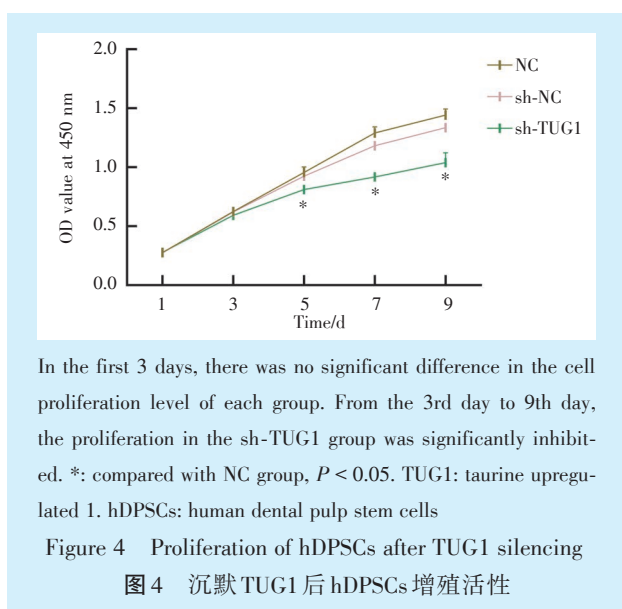 2.0
1.5
1.0
0.5
0.0
OD value at 450 nm
NC
sh-NC
sh-TUG1
* * *
1 3 5 7 9
Time/d
In the first 3 days, there was no significant difference in the cell
proliferation level of each group. From the 3rd day to 9th day,
the proliferation in the sh-TUG1 group was significantly inhibit-
ed. *: compared with NC group, P < 0.05. TUG1: taurine upregu-
lated 1. hDPSCs: human dental pulp stem cells
Figure 4 Proliferation of hDPSCs after TUG1 silencing
图4 沉默TUG1后hDPSCs增殖活性